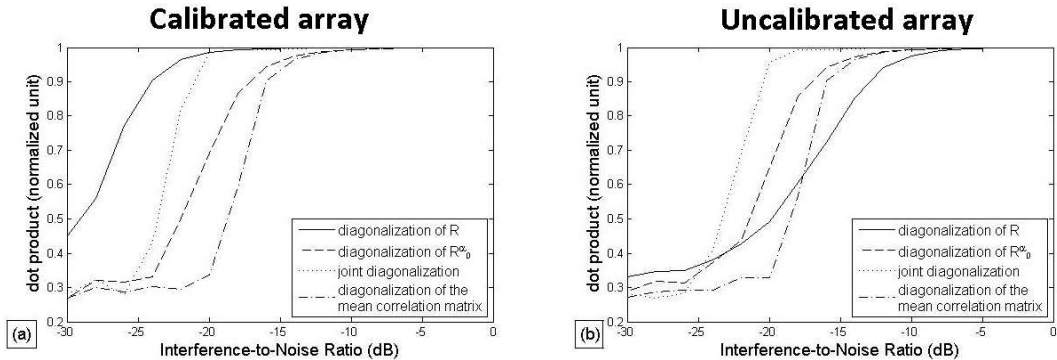 Calibrated array
1
0.9
0.8
0.7
0.6
0.5
0.4
0.3
0.2
dot product (normalized unit)
diagonalization of R
diagonalization of R^α_0
joint diagonalization
diagonalization of the
mean correlation matrix
-30 -25 -20 -15 -10 -5 0
Interference-to-Noise Ratio (dB)
(a)
Uncalibrated array
1
0.9
0.8
0.7
0.6
0.5
0.4
0.3
0.2
dot product (normalized unit)
diagonalization of R
diagonalization of R^α_0
joint diagonalization
diagonalization of the
mean correlation matrix
-30 -25 -20 -15 -10 -5 0
Interference-to-Noise Ratio (dB)
(b)